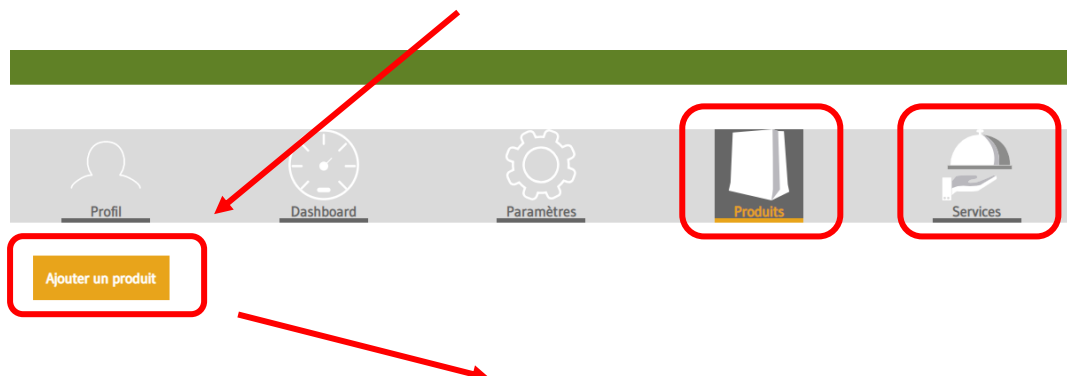 Profil
Dashboard
Paramètres
Produits
Services
Ajouter un produit